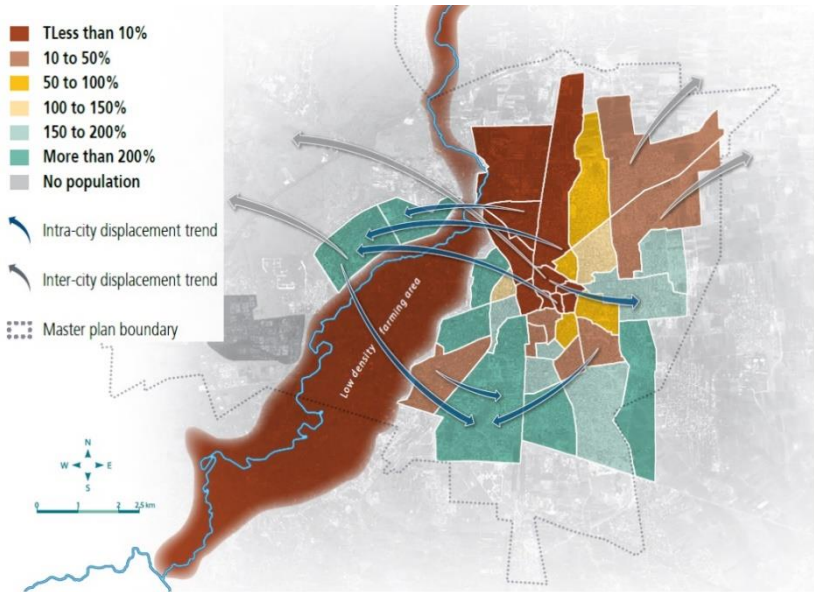 TLess than 10%
10 to 50%
50 to 100%
100 to 150%
150 to 200%
More than 200%
No population
Intra-city displacement trend
Inter-city displacement trend
Master plan boundary
Low density farming area
N
W E
S
0 1 2 2,5 km